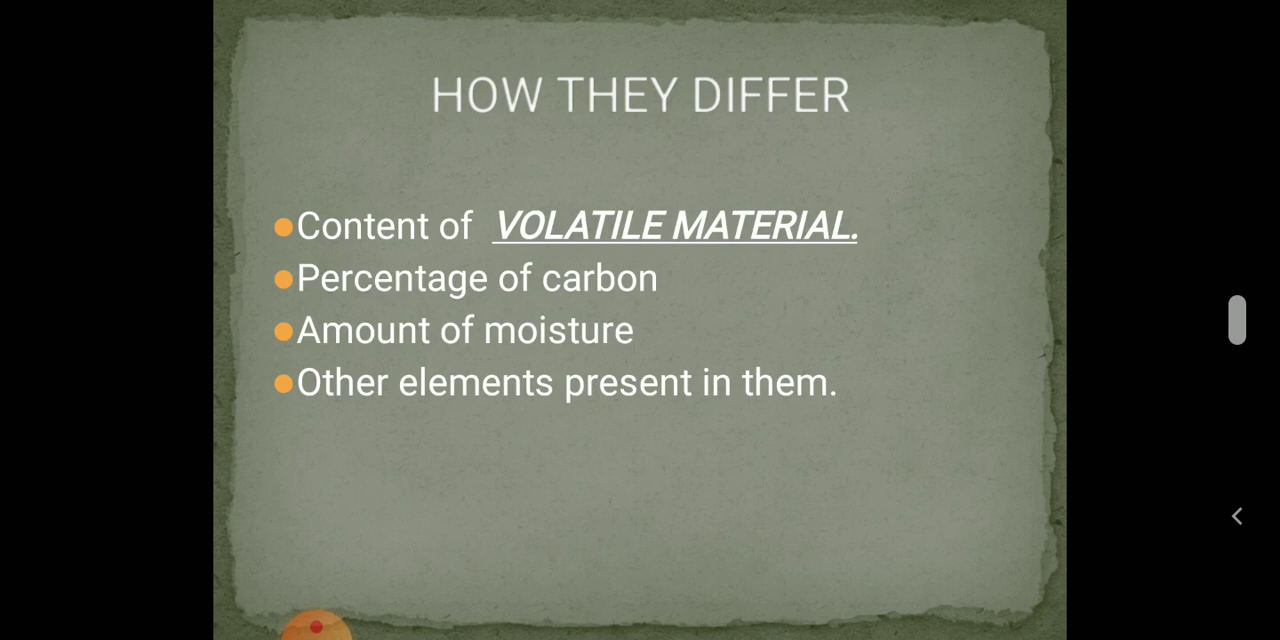 HOW THEY DIFFER
Content of VOLATILE MATERIAL.
Percentage of carbon
Amount of moisture
Other elements present in them.